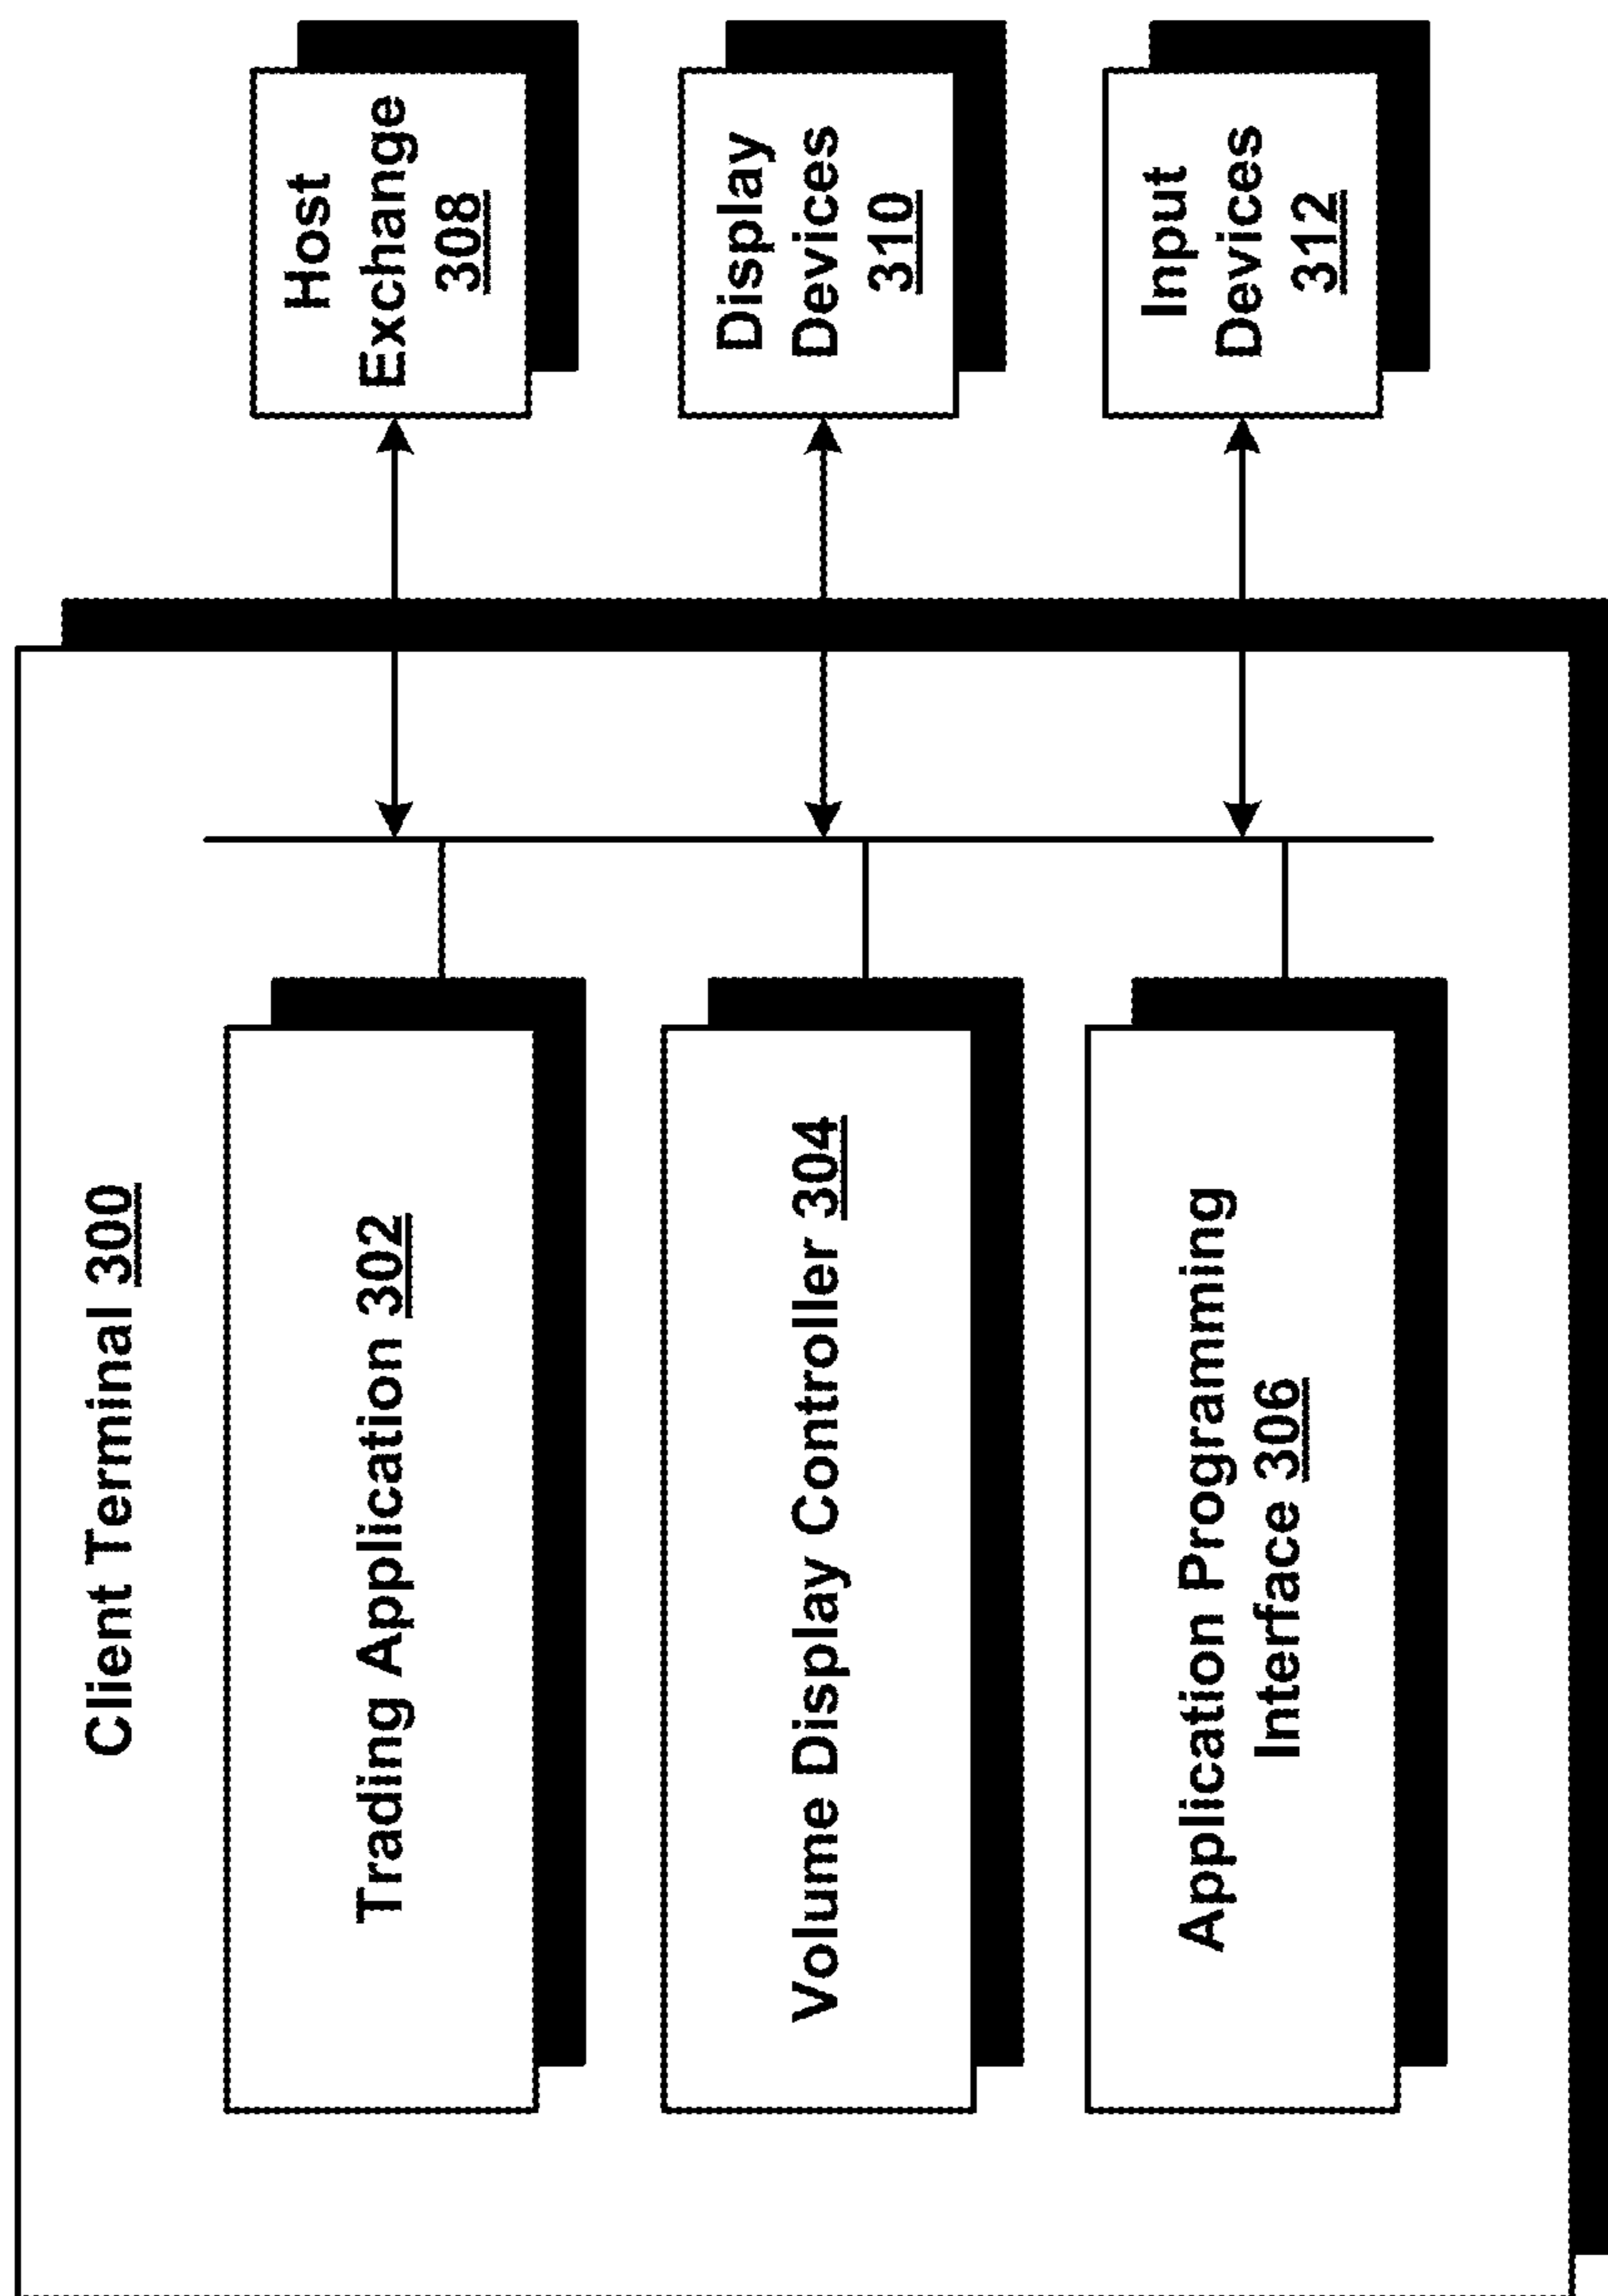 Client Terminal 300
Trading Application 302
Volume Display Controller 304
Application Programming
Interface 306
Host
Exchange
308
Display
Devices
310
Input
Devices
312